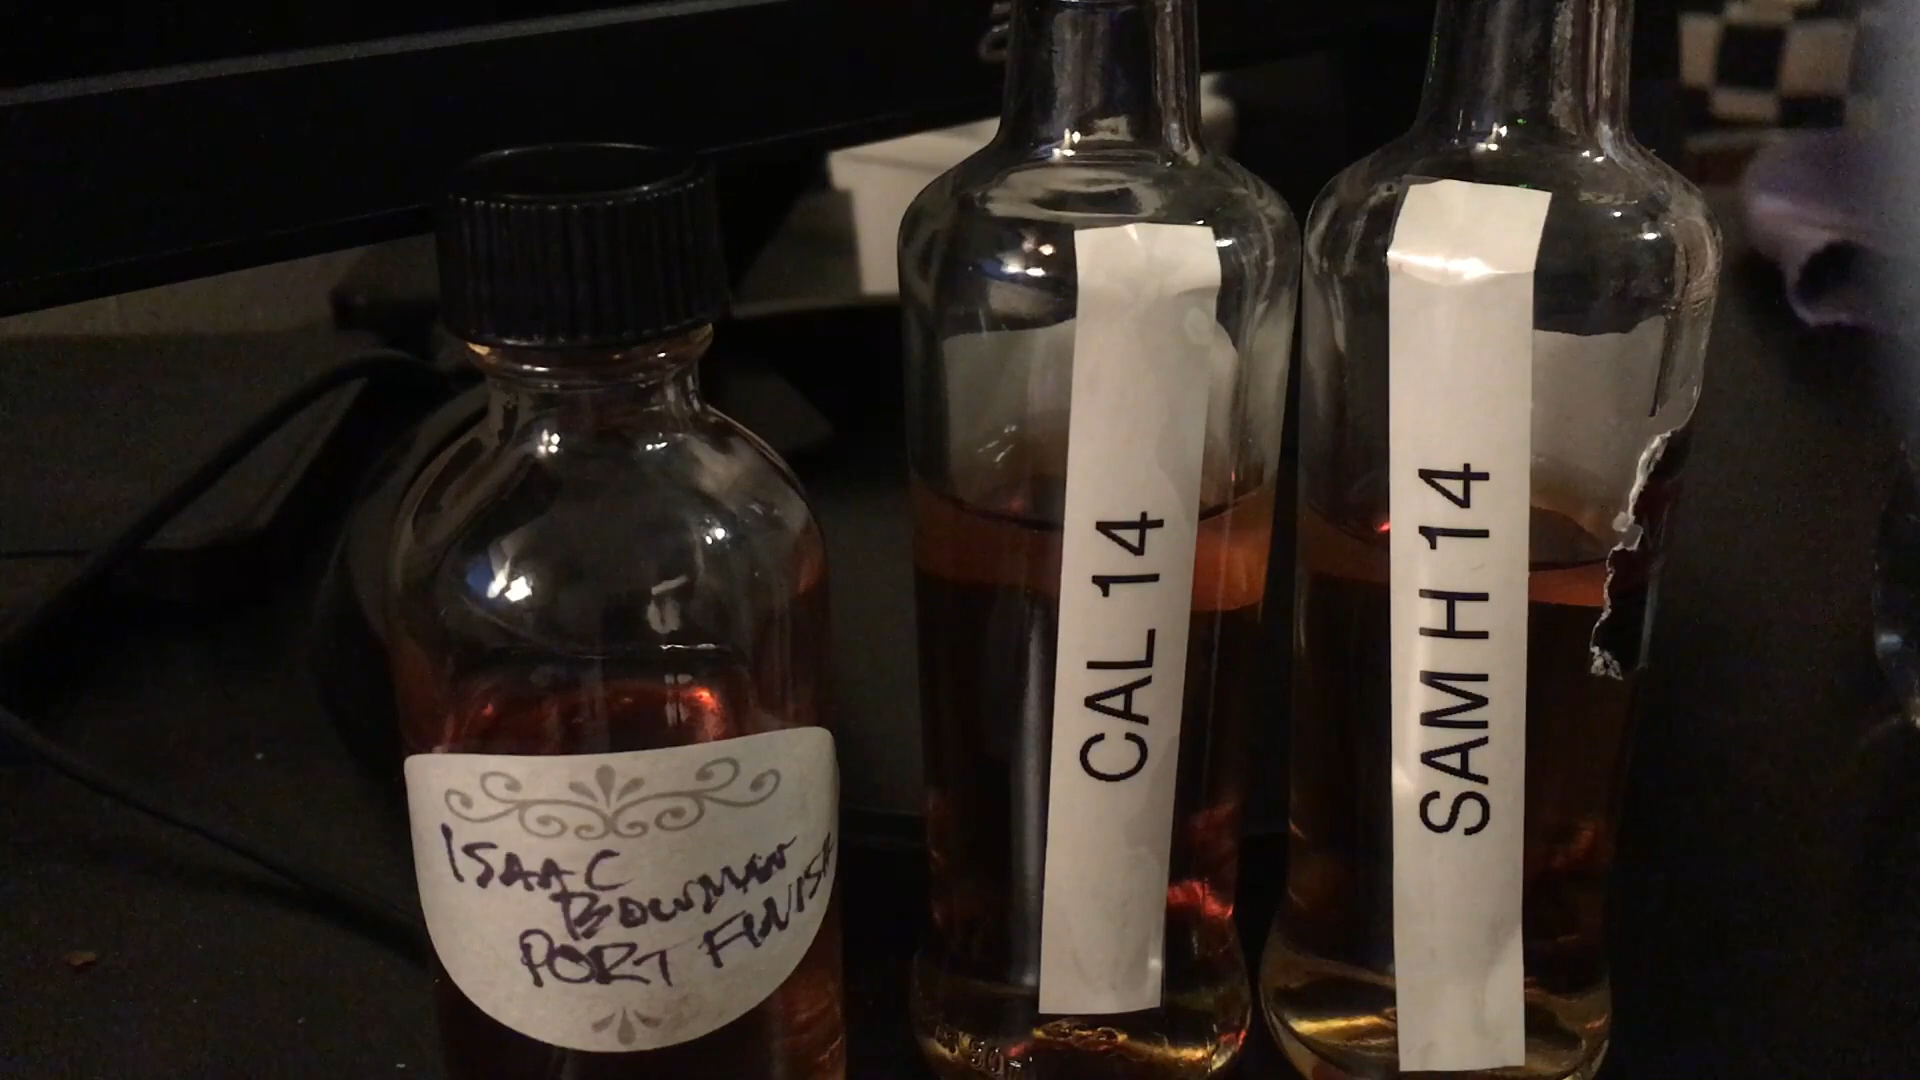 ISAAC
BOWMAN
PORT FINISH
CAL 14
SAM H 14